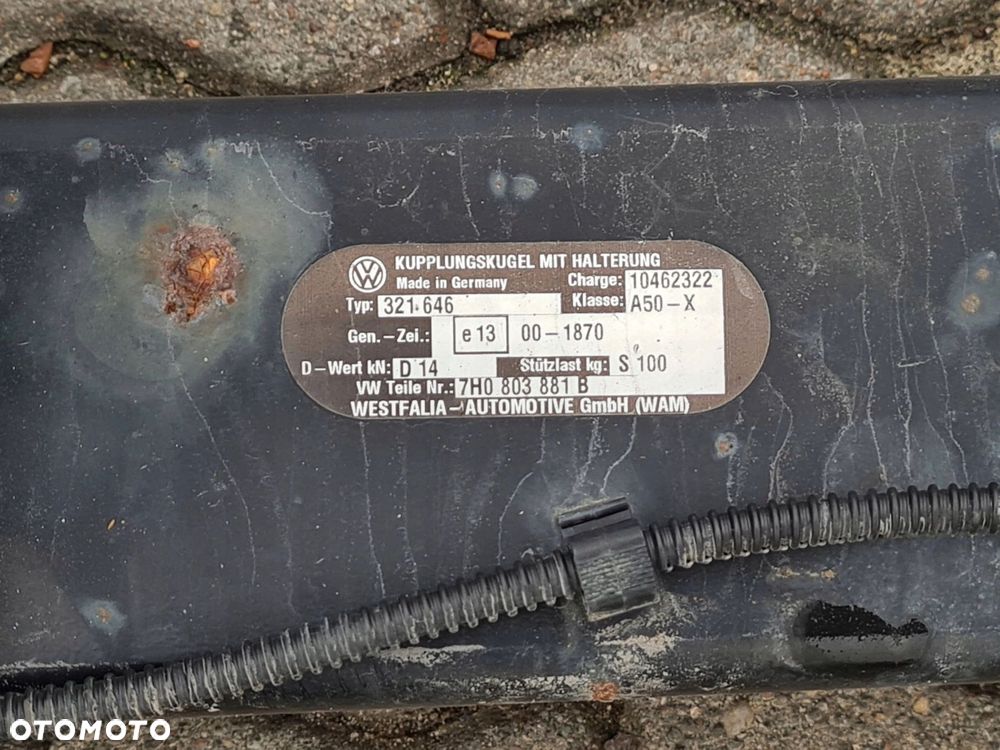 KUPPLUNGSKUGEL MIT HALTERUNG
Made in Germany Charge: 10462322
Typ: 321.646 Klasse: A50-X
Gen.-Zei.: e13 00-1870
D-Wert kN: D 14 Stützlast kg: S 100
VW Teile Nr.: 7H0 803 881 B
WESTFALIA-AUTOMOTIVE GmbH (WAM)
OTOMOTO